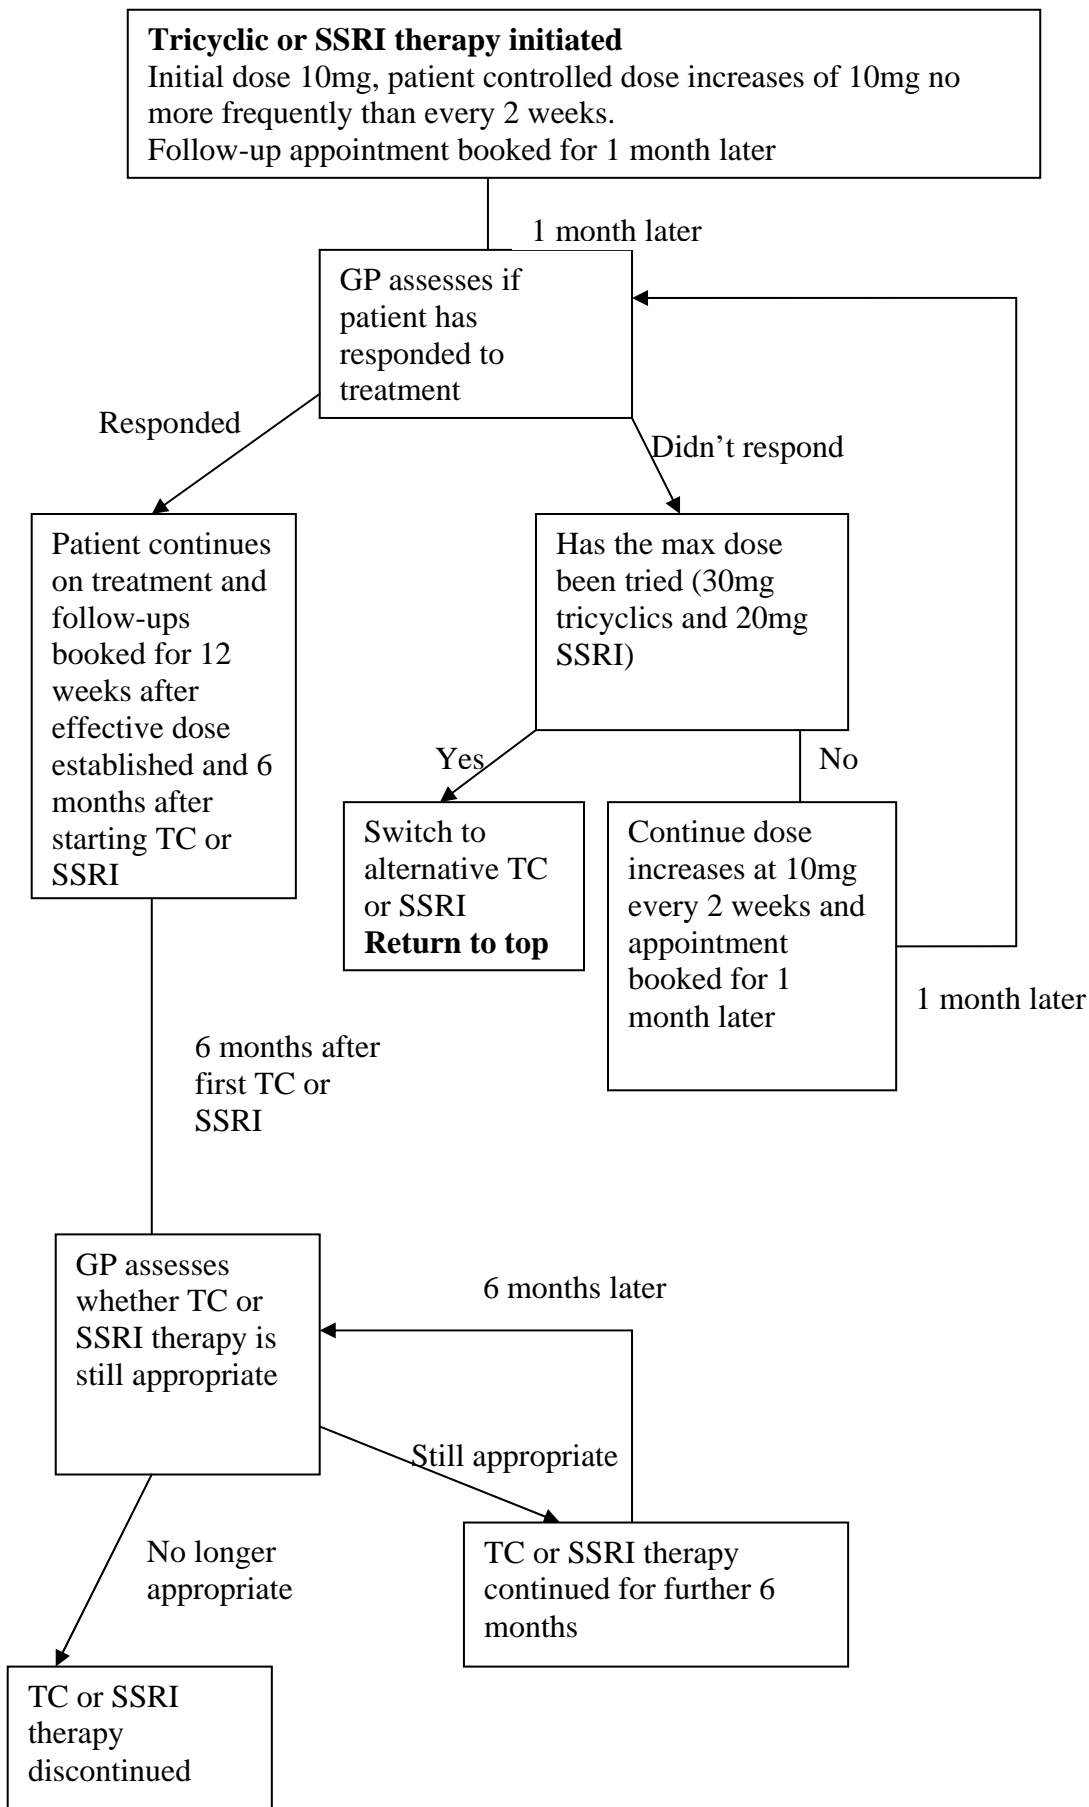 Tricyclic or SSRI therapy initiated
Initial dose 10mg, patient controlled dose increases of 10mg no
more frequently than every 2 weeks.
Follow-up appointment booked for 1 month later
1 month later
GP assesses if
patient has
responded to
treatment
Responded
Didn’t respond
Patient continues
on treatment and
follow-ups
booked for 12
weeks after
effective dose
established and 6
months after
starting TC or
SSRI
Has the max dose
been tried (30mg
tricyclics and 20mg
SSRI)
Yes
No
Switch to
alternative TC
or SSRI
Return to top
Continue dose
increases at 10mg
every 2 weeks and
appointment
booked for 1
month later
1 month later
6 months after
first TC or
SSRI
GP assesses
whether TC or
SSRI therapy is
still appropriate
6 months later
Still appropriate
No longer
appropriate
TC or SSRI therapy
continued for further 6
months
TC or SSRI
therapy
discontinued